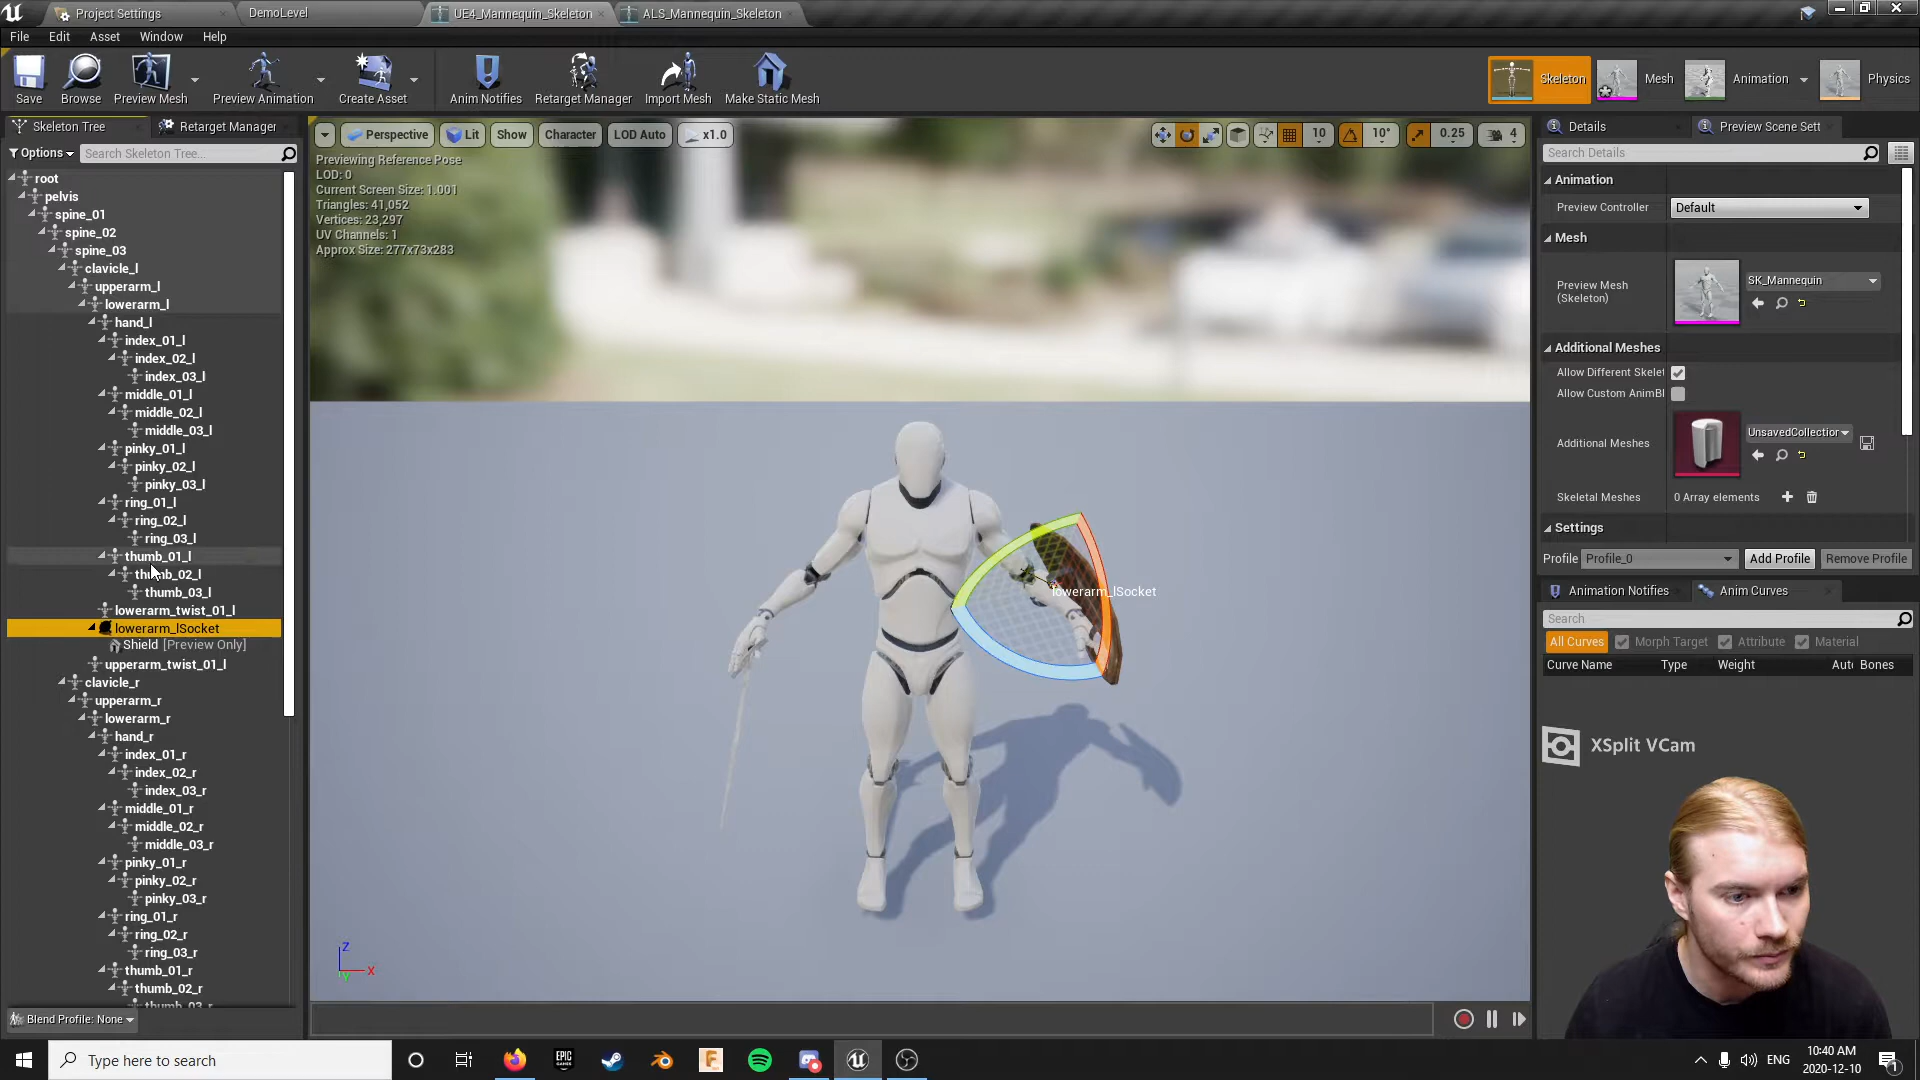 Project Settings
DemoLevel
UE4_Mannequin_Skeleton
ALS_Mannequin_Skeleton
File
Edit
Asset
Window
Help
Save
Browse
Preview Mesh
Preview Animation
Create Asset
Anim Notifies
Retarget Manager
Import Mesh
Make Static Mesh
Skeleton
Mesh
Animation
Physics
Skeleton Tree
Retarget Manager
Options
Search Skeleton Tree...
root
pelvis
spine_01
spine_02
spine_03
clavicle_l
upperarm_l
lowerarm_l
hand_l
index_01_l
index_02_l
index_03_l
middle_01_l
middle_02_l
middle_03_l
pinky_01_l
pinky_02_l
pinky_03_l
ring_01_l
ring_02_l
ring_03_l
thumb_01_l
thumb_02_l
thumb_03_l
lowerarm_twist_01_l
lowerarm_lSocket
Shield [Preview Only]
upperarm_twist_01_l
clavicle_r
upperarm_r
lowerarm_r
hand_r
index_01_r
index_02_r
index_03_r
middle_01_r
middle_02_r
middle_03_r
pinky_01_r
pinky_02_r
pinky_03_r
ring_01_r
ring_02_r
ring_03_r
thumb_01_r
thumb_02_r
thumb_03_r
Blend Profile: None
Perspective
Lit
Show
Character
LOD Auto
x1.0
10
10°
0.25
4
Previewing Reference Pose
LOD: 0
Current Screen Size: 1,001
Triangles: 41,052
Vertices: 23,297
UV Channels: 1
Approx Size: 277x73x283
lowerarm_lSocket
Z
X
Y
Details
Preview Scene Sett
Search Details
Animation
Preview Controller
Default
Mesh
Preview Mesh
(Skeleton)
SK_Mannequin
Additional Meshes
Allow Different Skelet
Allow Custom AnimBl
Additional Meshes
UnsavedCollection
Skeletal Meshes
0 Array elements
Settings
Profile
Profile_0
Add Profile
Remove Profile
Animation Notifies
Anim Curves
Search
All Curves
Morph Target
Attribute
Material
Curve Name
Type
Weight
Aut
Bones
XSplit VCam
Type here to search
EPIC
GAMES
ENG
10:40 AM
2020-12-10
1